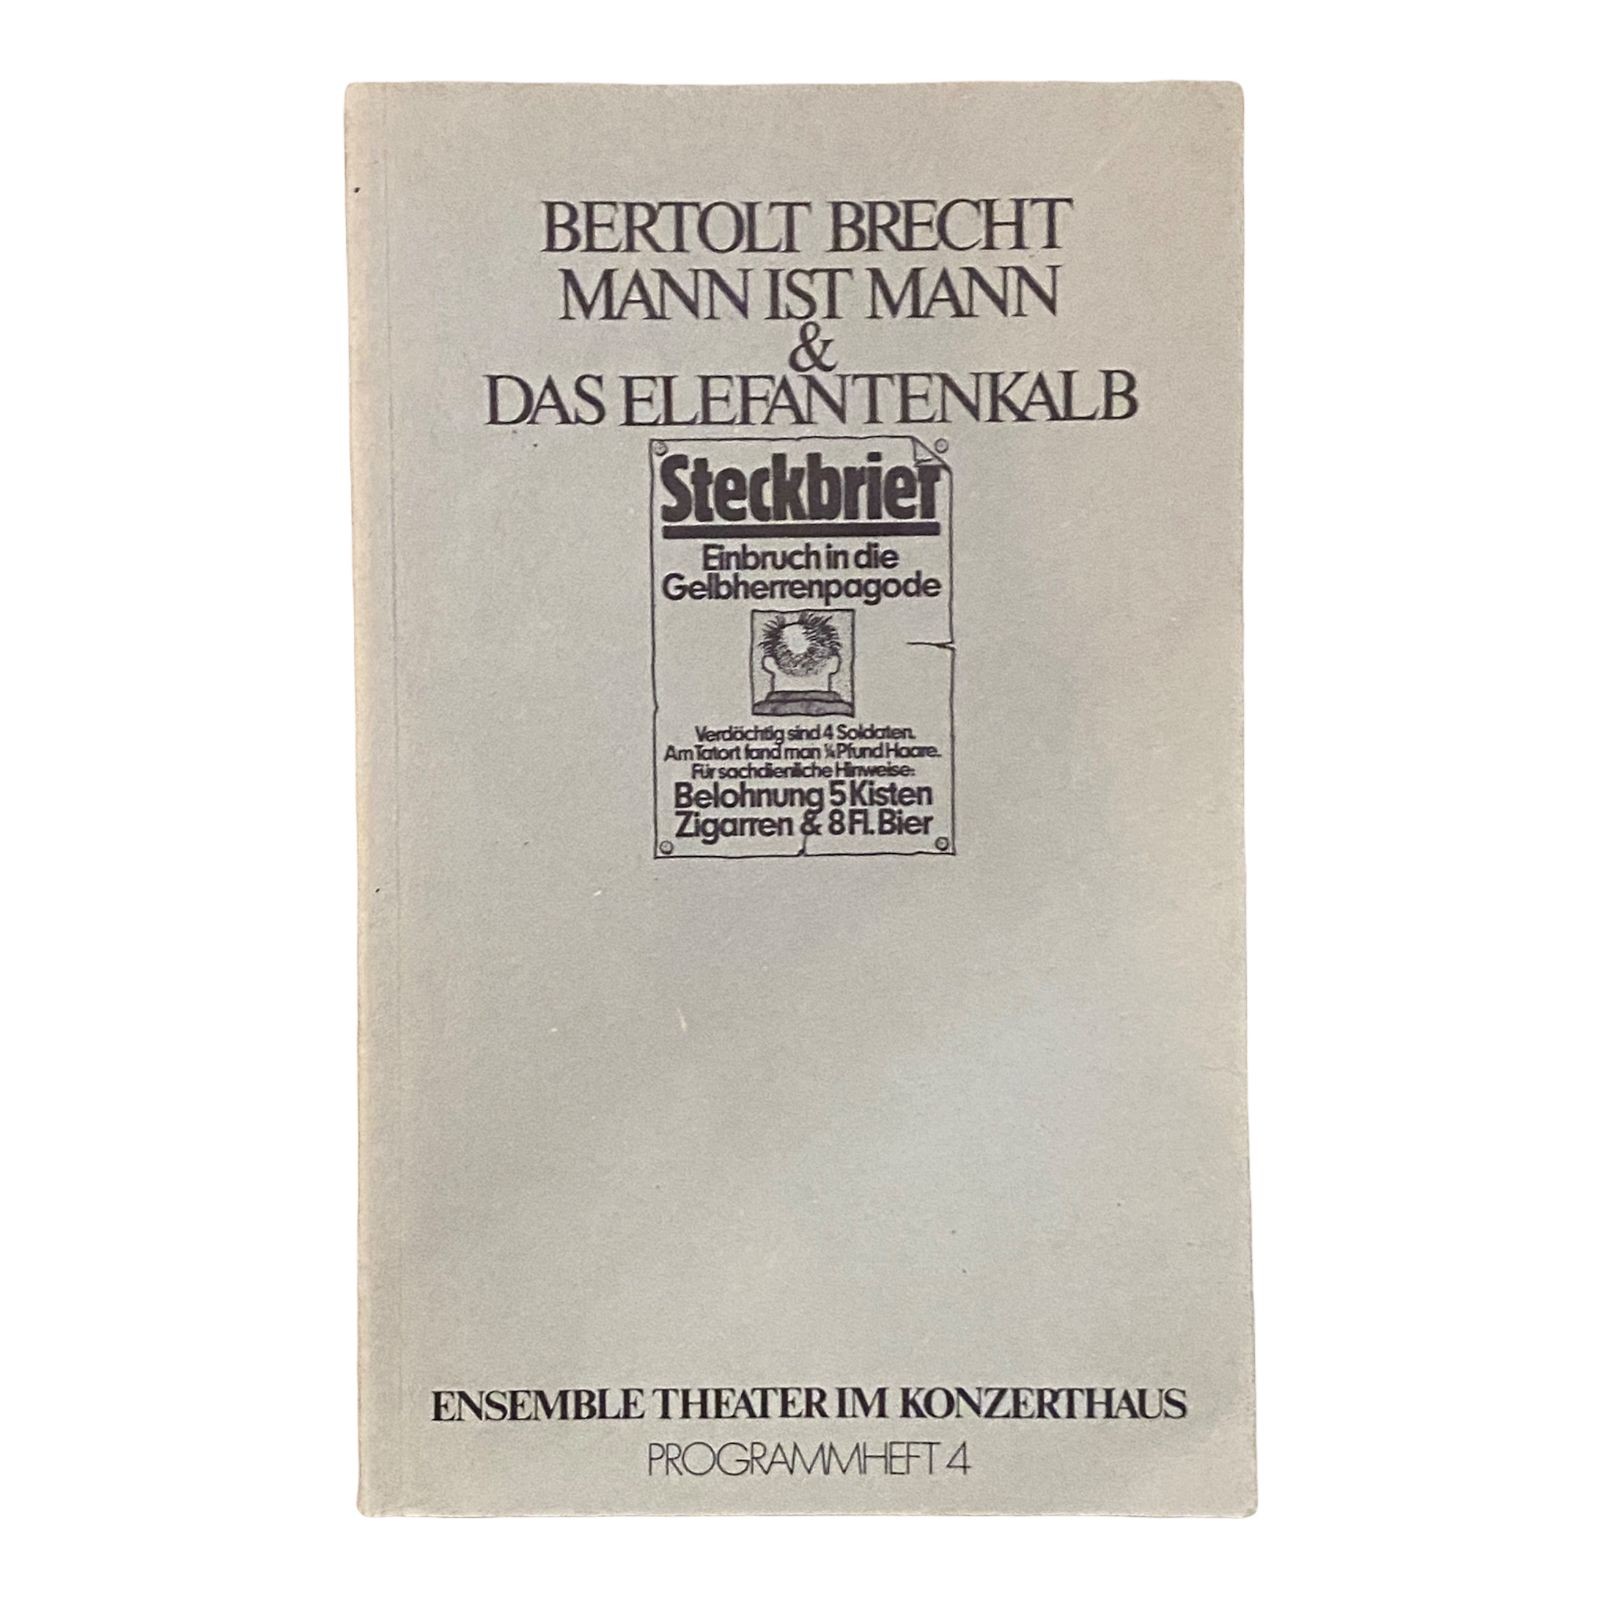 BERTOLT BRECHT
MANN IST MANN
&
DAS ELEFANTENKALB
Steckbrief
Einbruch in die
Gelbherrenpagode
Verdächtig sind 4 Soldaten.
Am Tatort fand man ¼ Pfund Haare.
Für sachdienliche Hinweise:
Belohnung 5 Kisten
Zigarren & 8 Fl. Bier
ENSEMBLE THEATER IM KONZERTHAUS
PROGRAMMHEFT 4